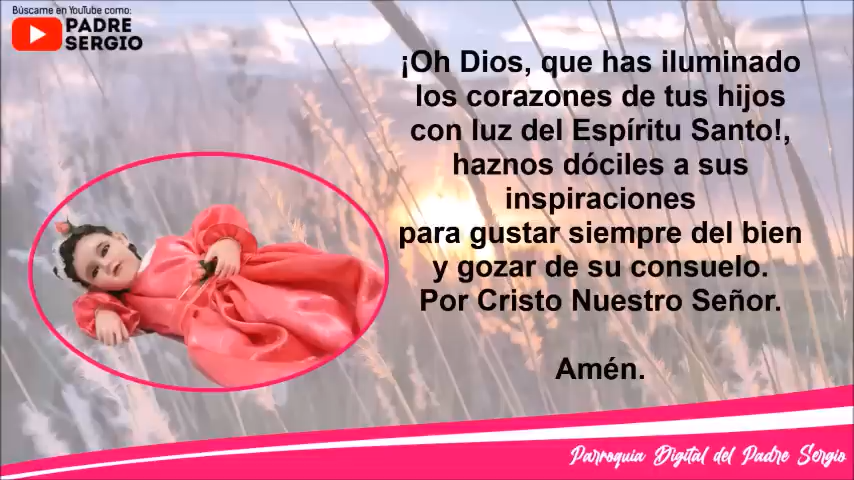 Búscame en YouTube como:
PADRE
SERGIO
¡Oh Dios, que has iluminado
los corazones de tus hijos
con luz del Espíritu Santo!,
haznos dóciles a sus
inspiraciones
para gustar siempre del bien
y gozar de su consuelo.
Por Cristo Nuestro Señor.
Amén.
Parroquia Digital del Padre Sergio